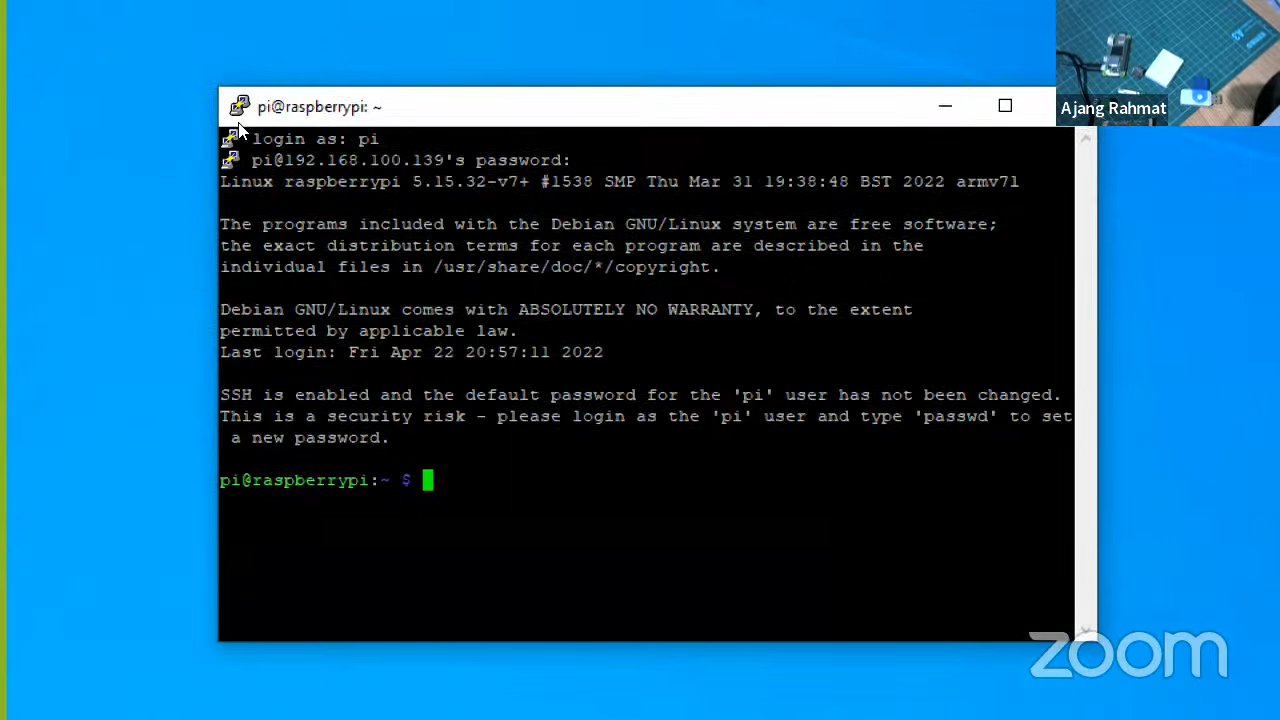 Ajang Rahmat
pi@raspberrypi: ~
login as: pi
pi@192.168.100.139's password:
Linux raspberrypi 5.15.32-v7+ #1538 SMP Thu Mar 31 19:38:48 BST 2022 armv7l
The programs included with the Debian GNU/Linux system are free software;
the exact distribution terms for each program are described in the
individual files in /usr/share/doc/*/copyright.
Debian GNU/Linux comes with ABSOLUTELY NO WARRANTY, to the extent
permitted by applicable law.
Last login: Fri Apr 22 20:57:11 2022
SSH is enabled and the default password for the 'pi' user has not been changed.
This is a security risk - please login as the 'pi' user and type 'passwd' to set
 a new password.
pi@raspberrypi:~ $
zoom